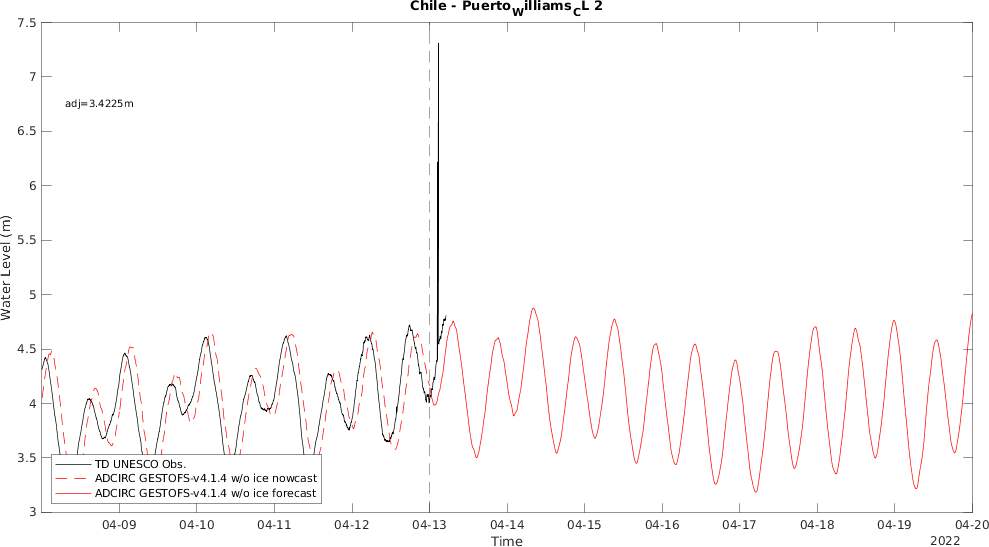 Chile - Puerto_Williams_CL 2
7.5
7
adj=3.4225m
6.5
6
5.5
5
4.5
4
3.5
3
Water Level (m)
TD UNESCO Obs.
ADCIRC GESTOFS-v4.1.4 w/o ice nowcast
ADCIRC GESTOFS-v4.1.4 w/o ice forecast
04-09 04-10 04-11 04-12 04-13 04-14 04-15 04-16 04-17 04-18 04-19 04-20
Time
2022